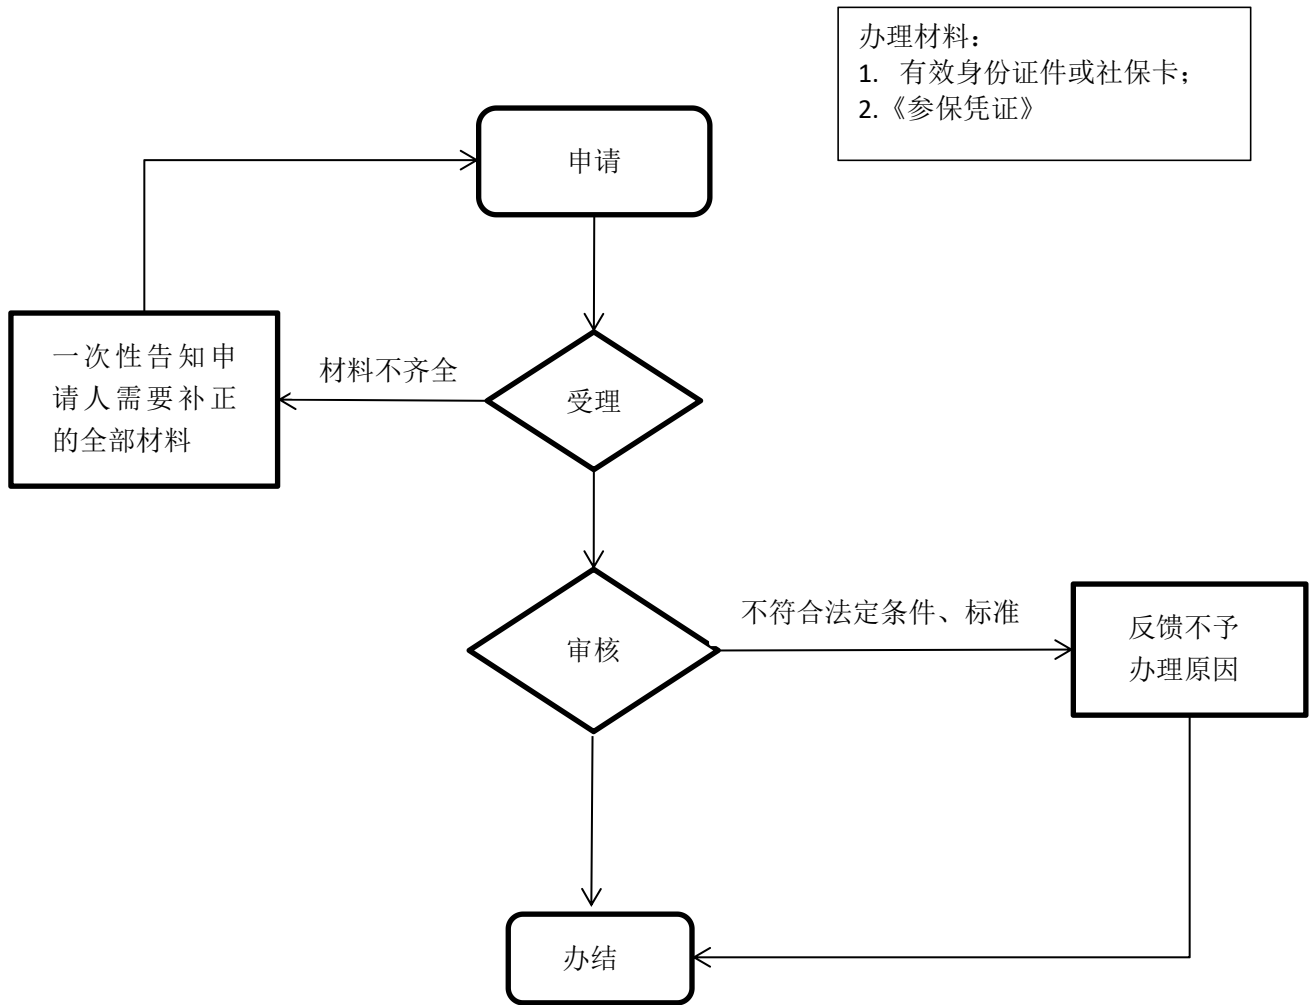 办理材料：
1. 有效身份证件或社保卡；
2.《参保凭证》
申请
一次性告知申
请人需要补正
的全部材料
材料不齐全
受理
不符合法定条件、标准
审核
反馈不予
办理原因
办结